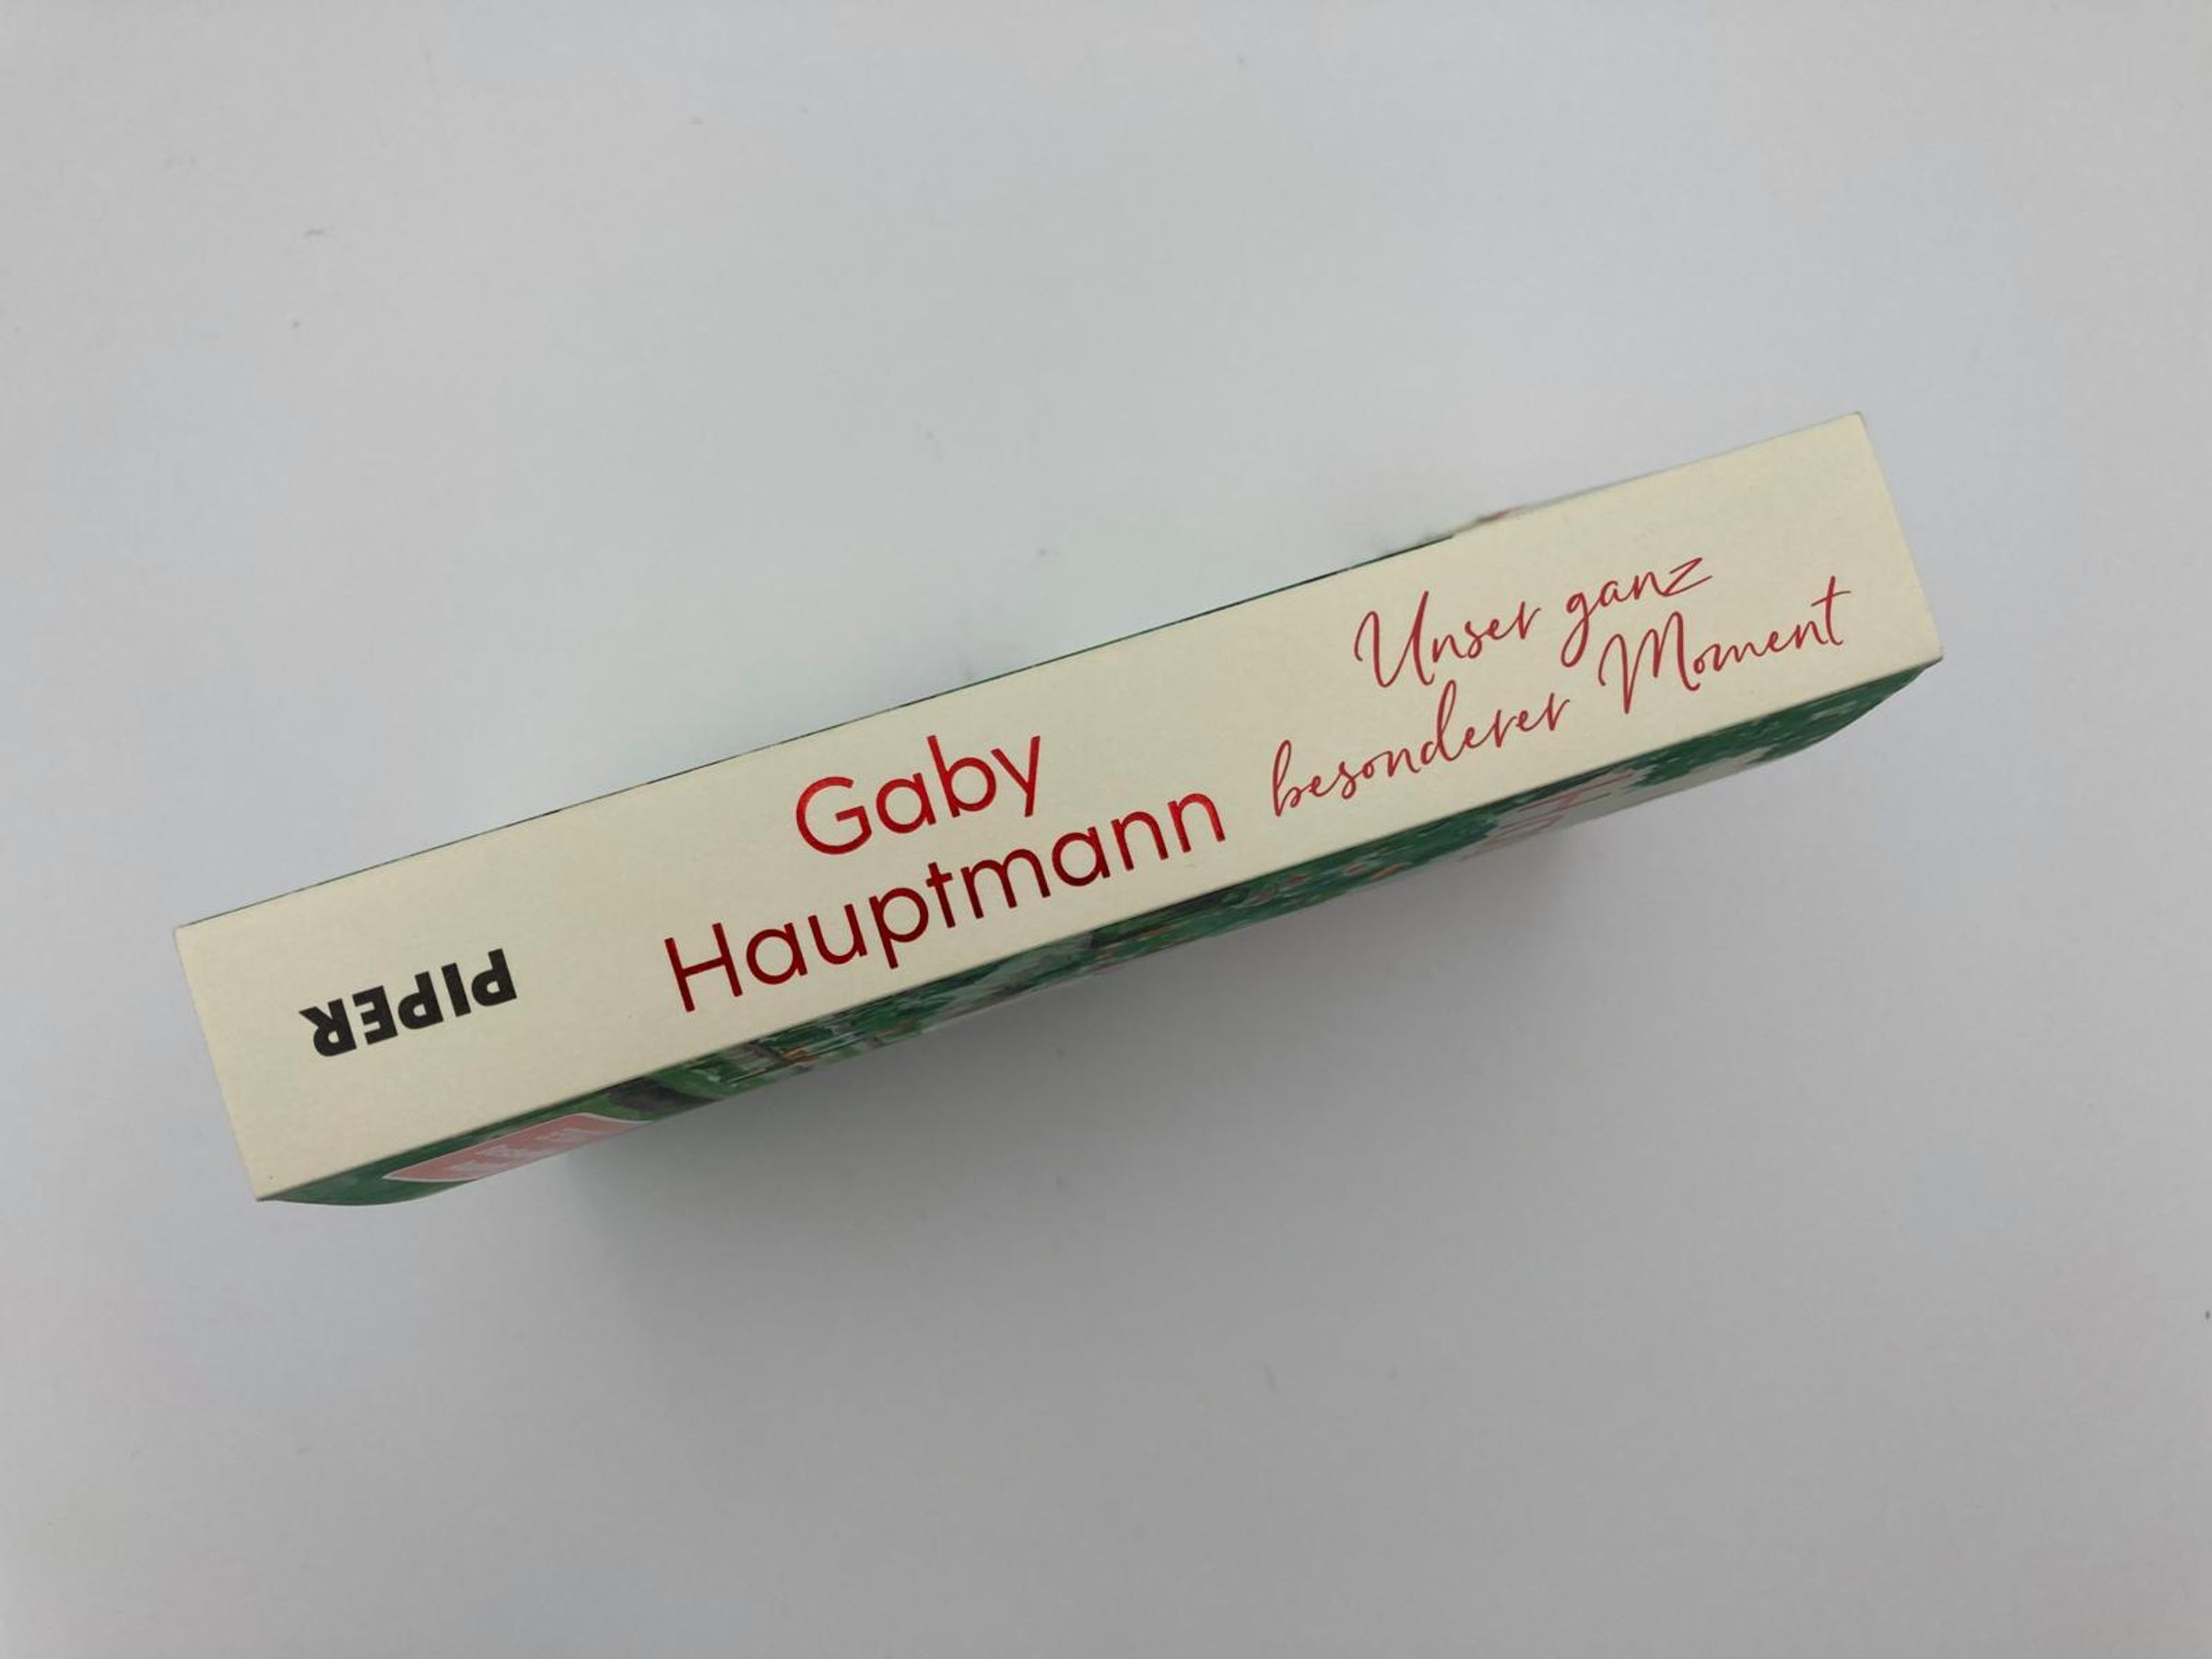 Gaby
Hauptmann
Unser ganz
besonderer Moment
PIPER